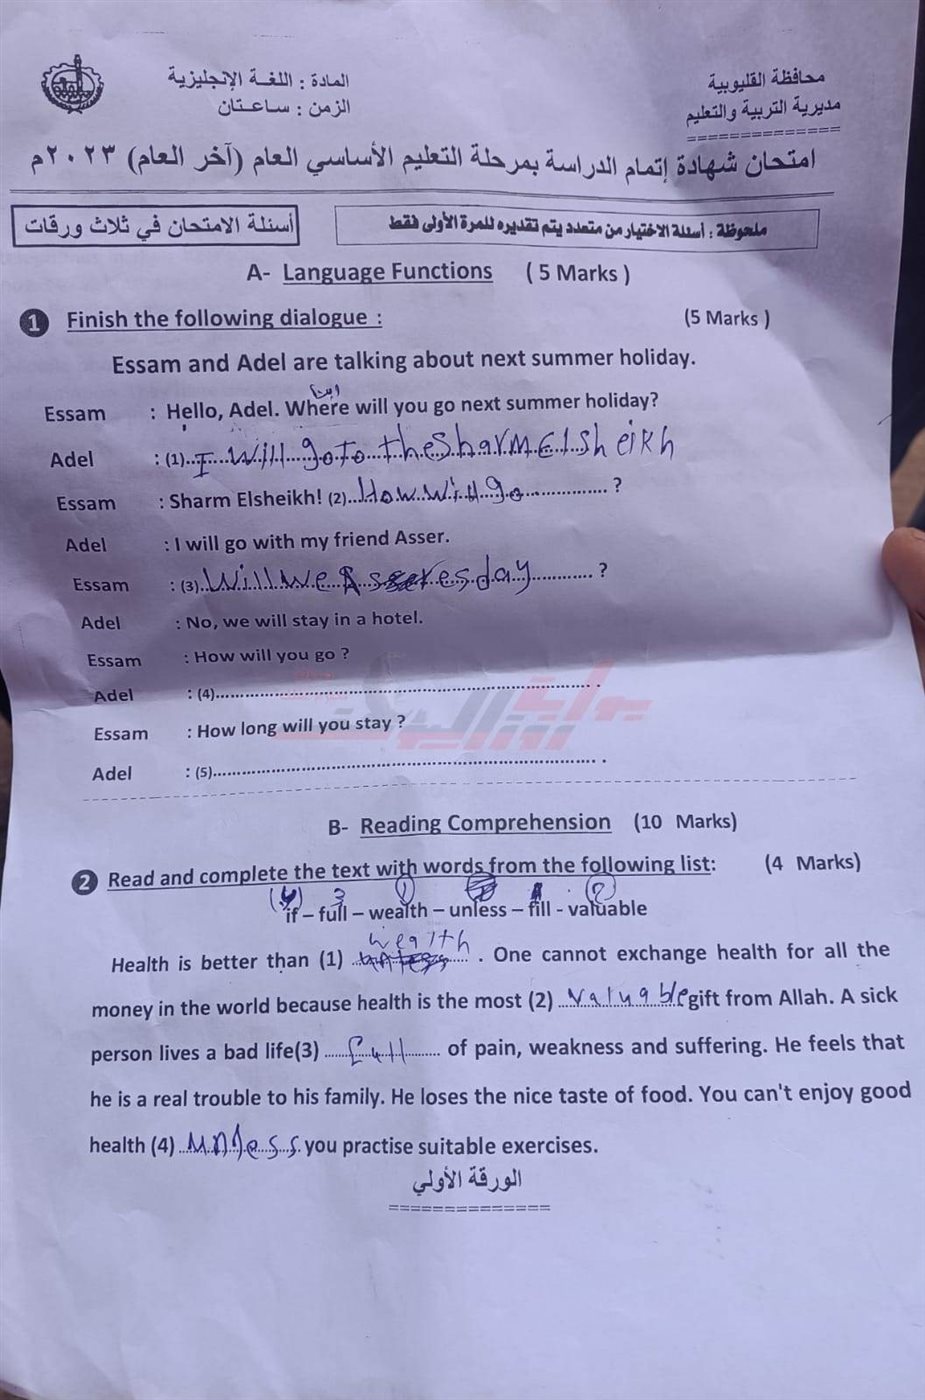 محافظة القليوبية
مديرية التربية والتعليم
==============
المادة : اللغة الإنجليزية
الزمن : ساعتان
امتحان شهادة إتمام الدراسة بمرحلة التعليم الأساسي العام (آخر العام) ٢٠٢٣م
ملحوظة : أسئلة الاختيار من متعدد يتم تقديره للمرة الأولى فقط
أسئلة الامتحان في ثلاث ورقات
A- Language Functions ( 5 Marks )
1 Finish the following dialogue : (5 Marks )
Essam and Adel are talking about next summer holiday.
اين
Essam : Hello, Adel. Where will you go next summer holiday?
Adel : (1)..I will go to the Sharm Elsheikh
Essam : Sharm Elsheikh! (2)..How will go.............. ?
Adel : I will go with my friend Asser.
Essam : (3)..Will we ... day............ ?
Adel : No, we will stay in a hotel.
Essam : How will you go ?
Adel : (4)................................................................ .
Essam : How long will you stay ?
Adel : (5)................................................................ .
B- Reading Comprehension (10 Marks)
2 Read and complete the text with words from the following list: (4 Marks)
(4) 3 (1) (2)
if – full – wealth – unless – fill - valuable
wealth
Health is better than (1) .................. . One cannot exchange health for all the
money in the world because health is the most (2) ..valuable gift from Allah. A sick
person lives a bad life(3) .....full....... of pain, weakness and suffering. He feels that
he is a real trouble to his family. He loses the nice taste of food. You can't enjoy good
health (4) ..unless.. you practise suitable exercises.
الورقة الأولي
==============